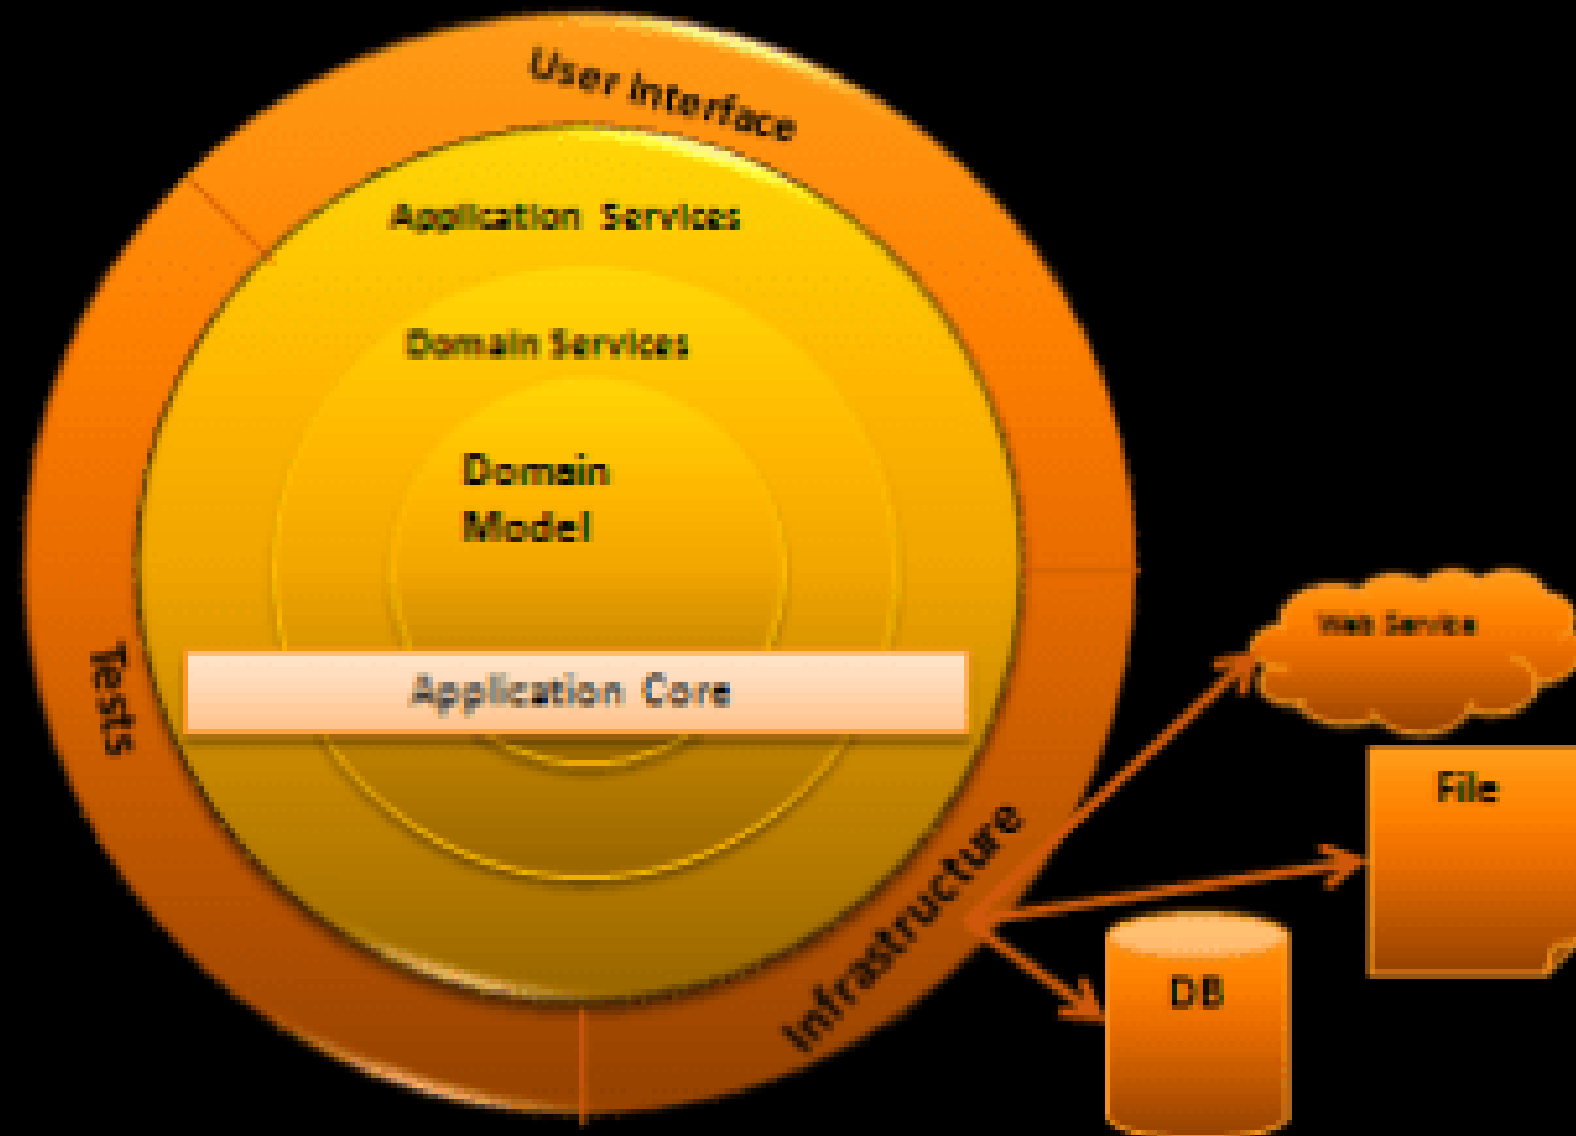 User Interface
Application Services
Domain Services
Domain
Model
Application Core
Tests
Infrastructure
Web Service
File
DB